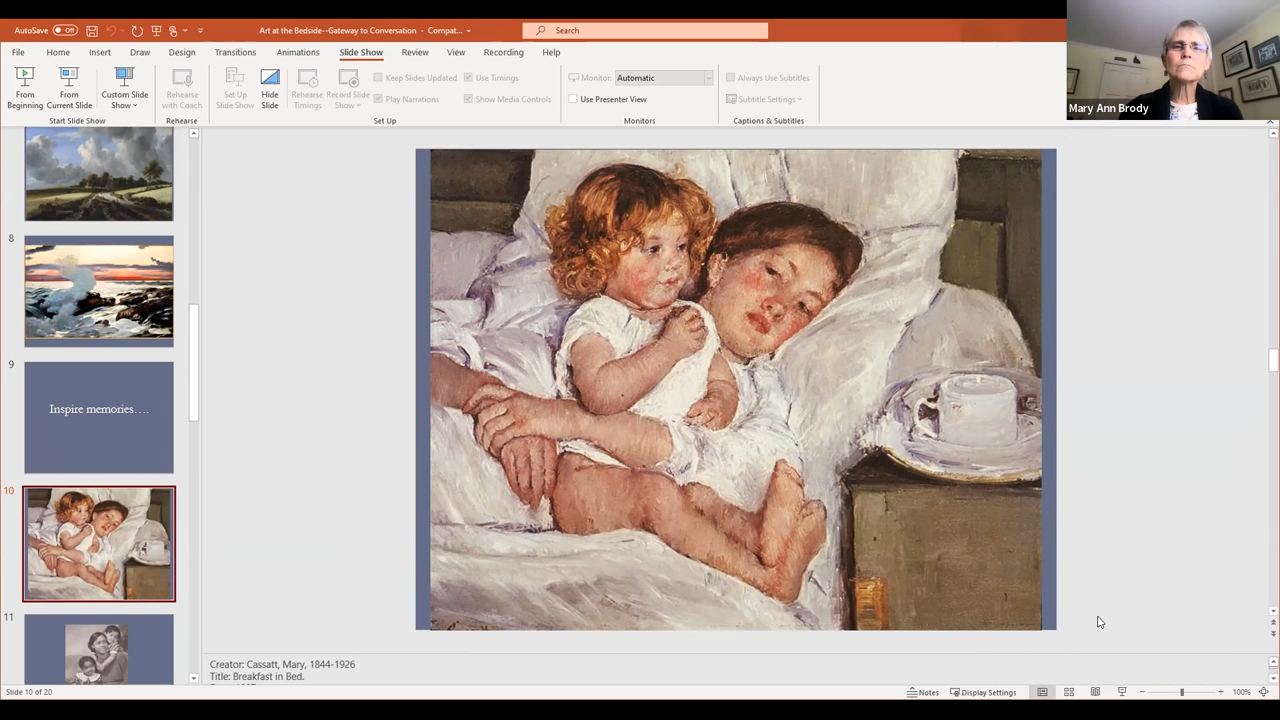 AutoSave Off Art at the Bedside--Gateway to Conversation - Compat... Search
File Home Insert Draw Design Transitions Animations Slide Show Review View Recording Help
From Beginning
From Current Slide
Custom Slide Show
Start Slide Show
Rehearse with Coach
Rehearse
Set Up Slide Show
Hide Slide
Rehearse Timings
Record Slide Show
Keep Slides Updated
Play Narrations
Use Timings
Show Media Controls
Set Up
Monitor: Automatic
Use Presenter View
Monitors
Always Use Subtitles
Subtitle Settings
Captions & Subtitles
Mary Ann Brody
8
9
Inspire memories....
10
11
Creator: Cassatt, Mary, 1844-1926
Title: Breakfast in Bed.
Slide 10 of 20 Notes Display Settings 100%